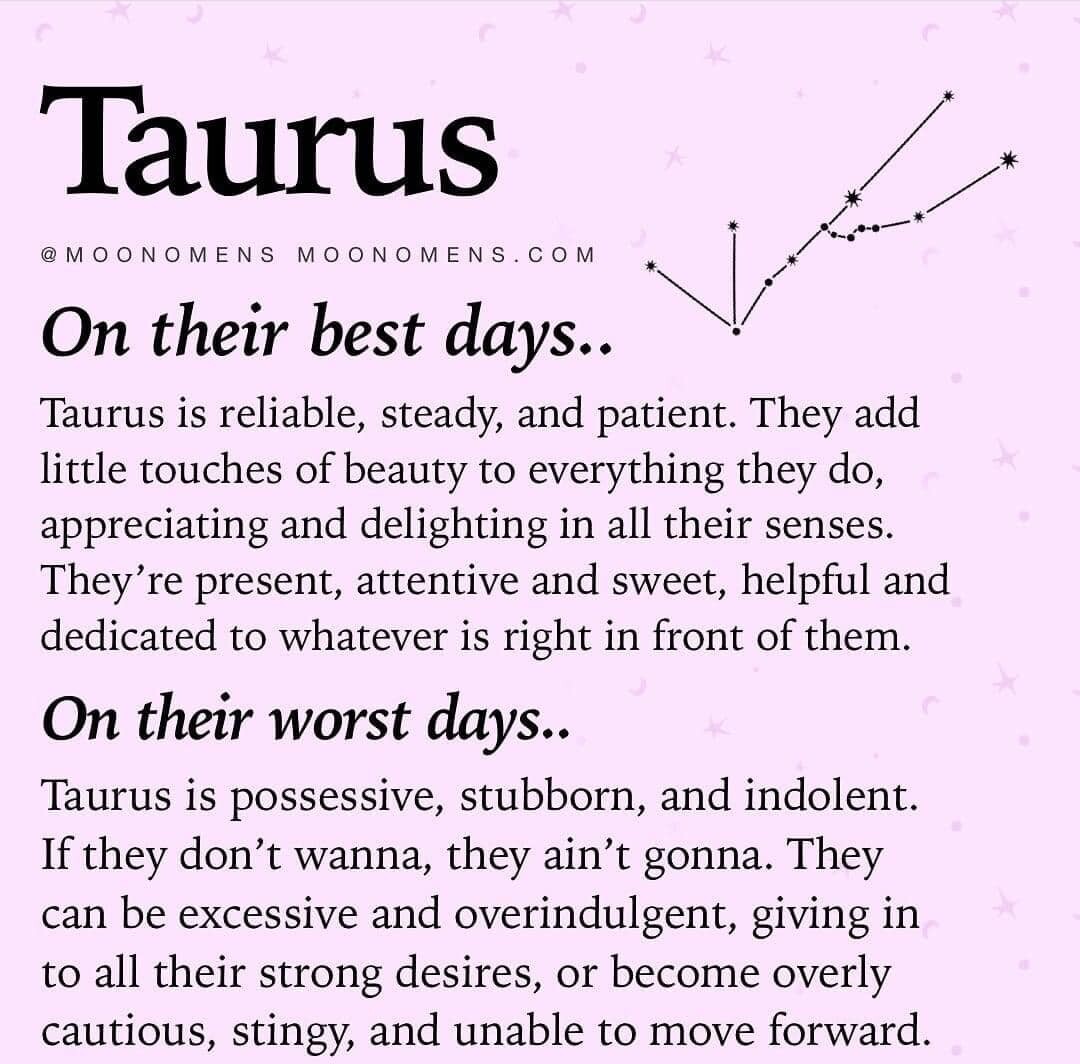 Taurus
@MOONOMENS MOONOMENS.COM
On their best days..
Taurus is reliable, steady, and patient. They add
little touches of beauty to everything they do,
appreciating and delighting in all their senses.
They’re present, attentive and sweet, helpful and
dedicated to whatever is right in front of them.
On their worst days..
Taurus is possessive, stubborn, and indolent.
If they don’t wanna, they ain’t gonna. They
can be excessive and overindulgent, giving in
to all their strong desires, or become overly
cautious, stingy, and unable to move forward.